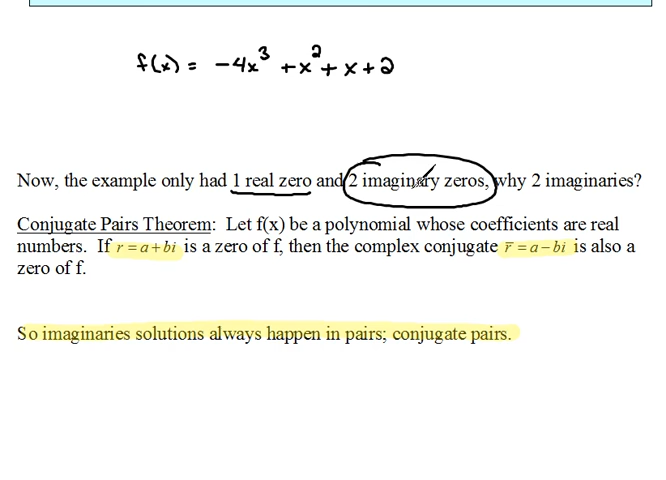 f(x) = -4x³ + x² + x + 2
Now, the example only had 1 real zero and 2 imaginary zeros, why 2 imaginaries?
Conjugate Pairs Theorem: Let f(x) be a polynomial whose coefficients are real
numbers. If r = a + bi is a zero of f, then the complex conjugate r̅ = a − bi is also a
zero of f.
So imaginaries solutions always happen in pairs; conjugate pairs.